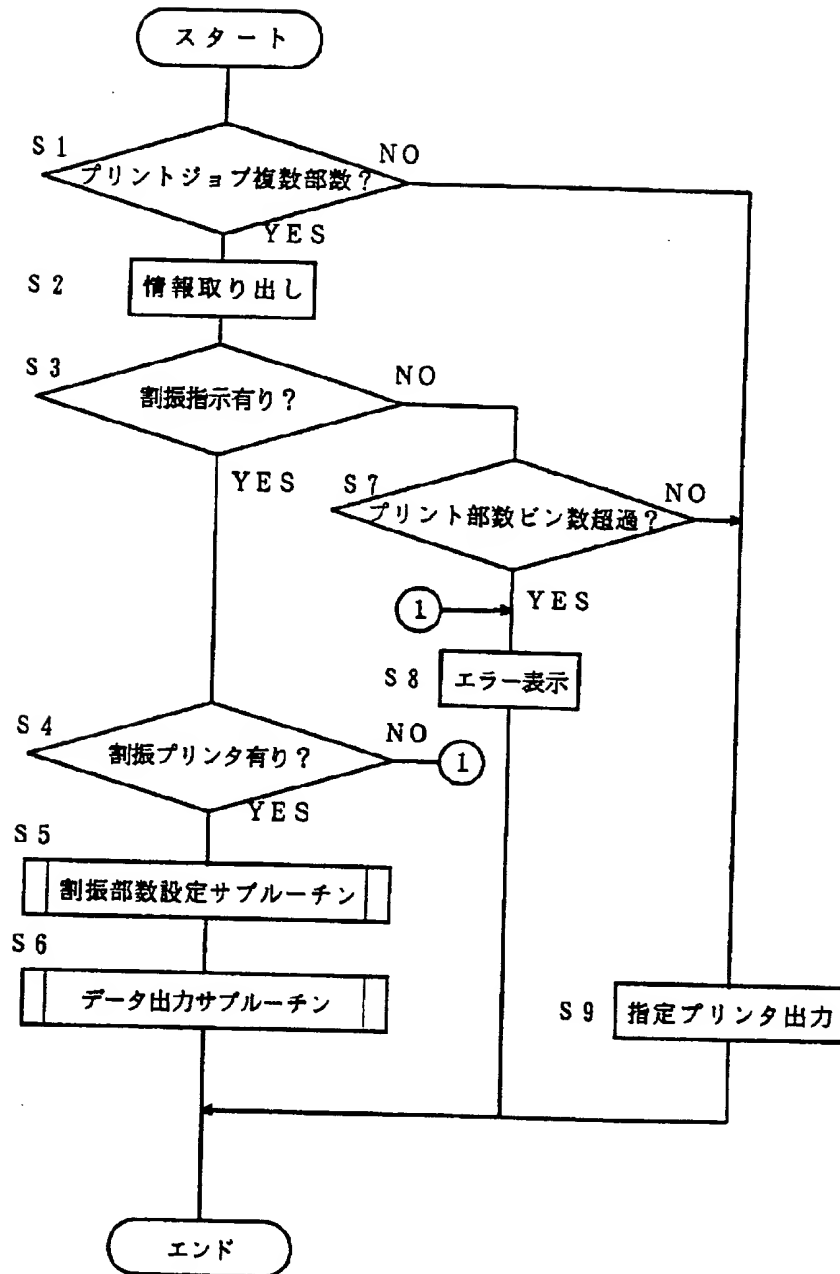 スタート
S1
プリントジョブ複数部数？
NO
YES
S2
情報取り出し
S3
割振指示有り？
NO
YES
S7
プリント部数ビン数超過？
NO
YES
1
S8
エラー表示
S4
割振プリンタ有り？
NO
1
YES
S5
割振部数設定サブルーチン
S6
データ出力サブルーチン
S9
指定プリンタ出力
エンド